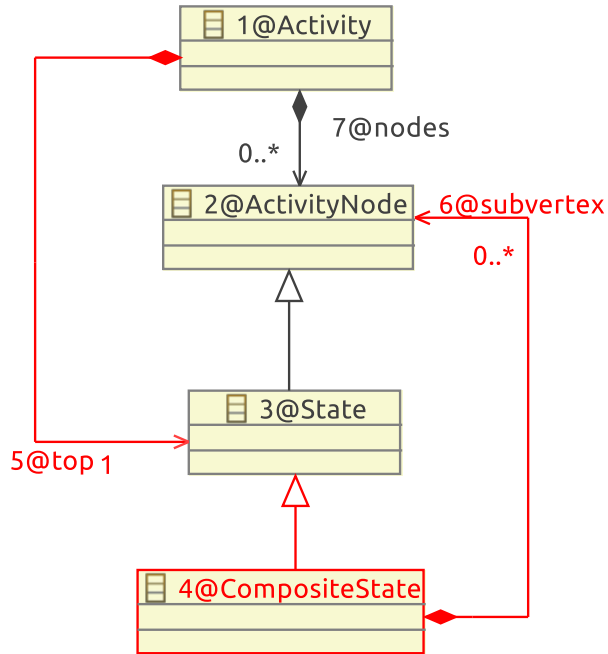 1@Activity
7@nodes
0..*
2@ActivityNode
6@subvertex
0..*
3@State
5@top 1
4@CompositeState